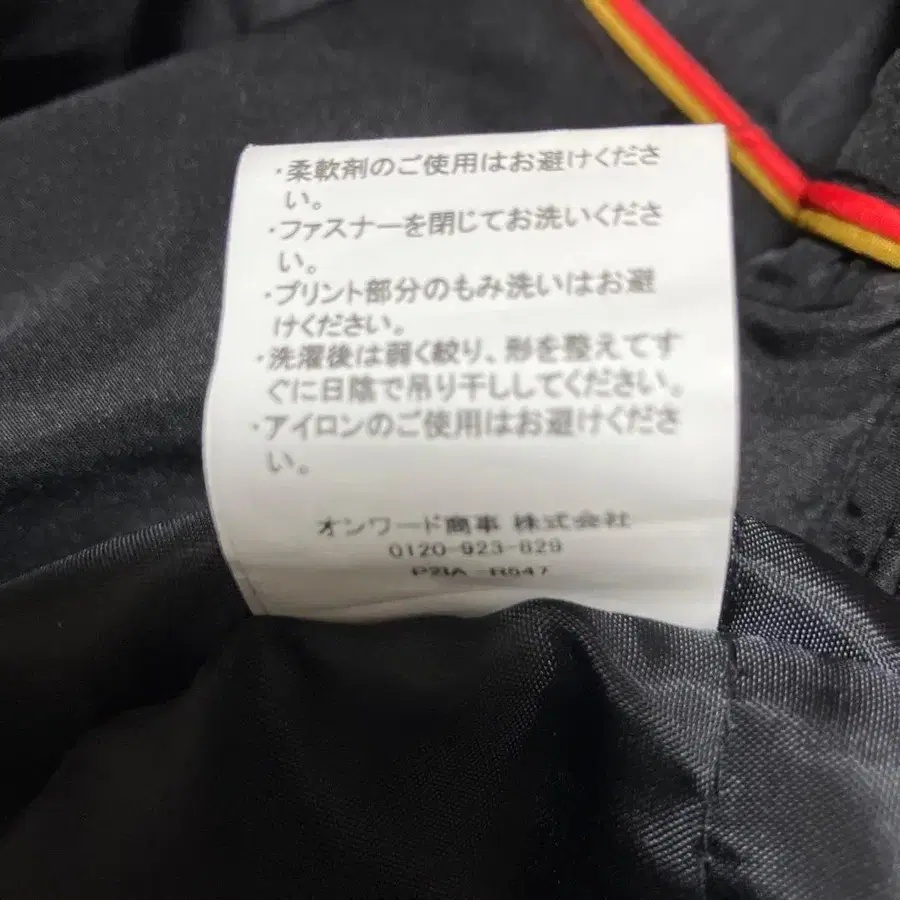 ・柔軟剤のご使用はお避けくださ
い。
・ファスナーを閉じてお洗いくださ
い。
・プリント部分のもみ洗いはお避
けください。
・洗濯後は弱く絞り、形を整えてす
ぐに日陰で吊り干ししてください。
・アイロンのご使用はお避けくださ
い。
オンワード商事 株式会社
0120-923-829